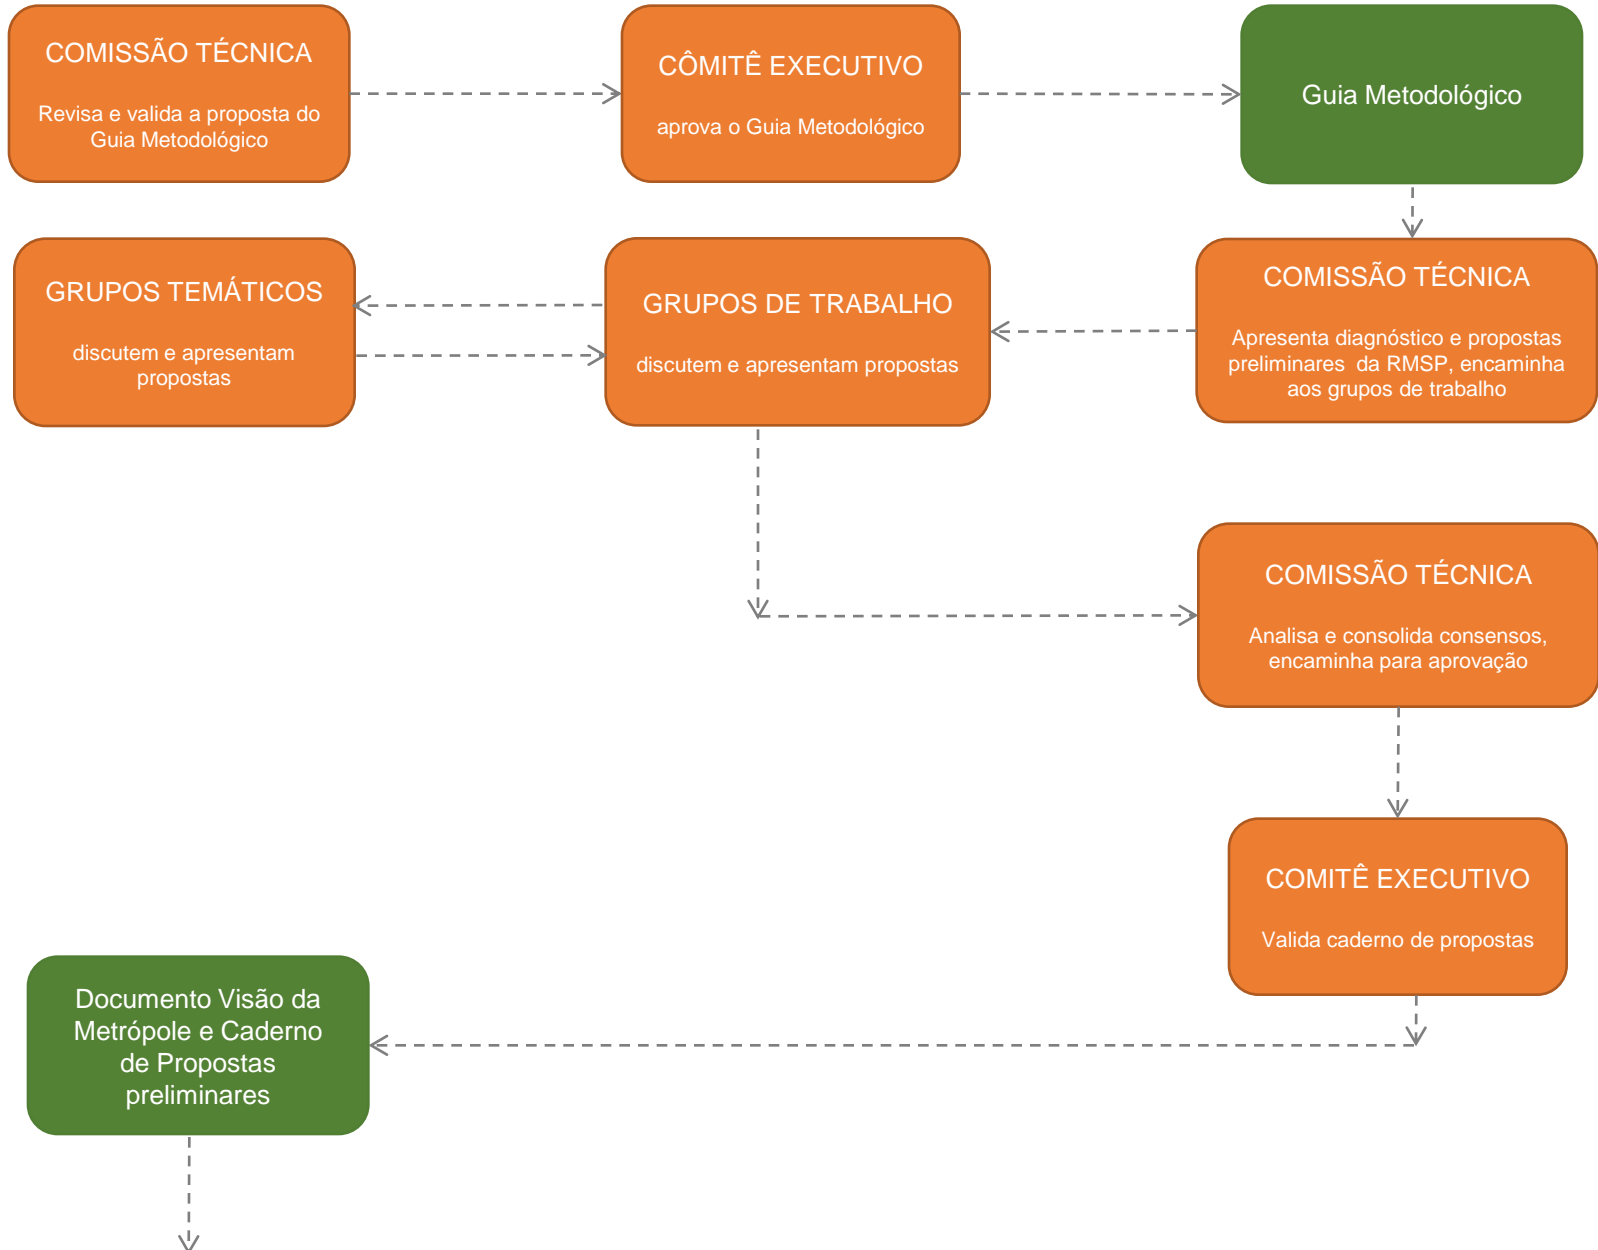 COMISSÃO TÉCNICA
Revisa e valida a proposta do
Guia Metodológico
CÔMITÊ EXECUTIVO
aprova o Guia Metodológico
Guia Metodológico
GRUPOS TEMÁTICOS
discutem e apresentam
propostas
GRUPOS DE TRABALHO
discutem e apresentam propostas
COMISSÃO TÉCNICA
Apresenta diagnóstico e propostas
preliminares da RMSP, encaminha
aos grupos de trabalho
COMISSÃO TÉCNICA
Analisa e consolida consensos,
encaminha para aprovação
COMITÊ EXECUTIVO
Valida caderno de propostas
Documento Visão da
Metrópole e Caderno
de Propostas
preliminares